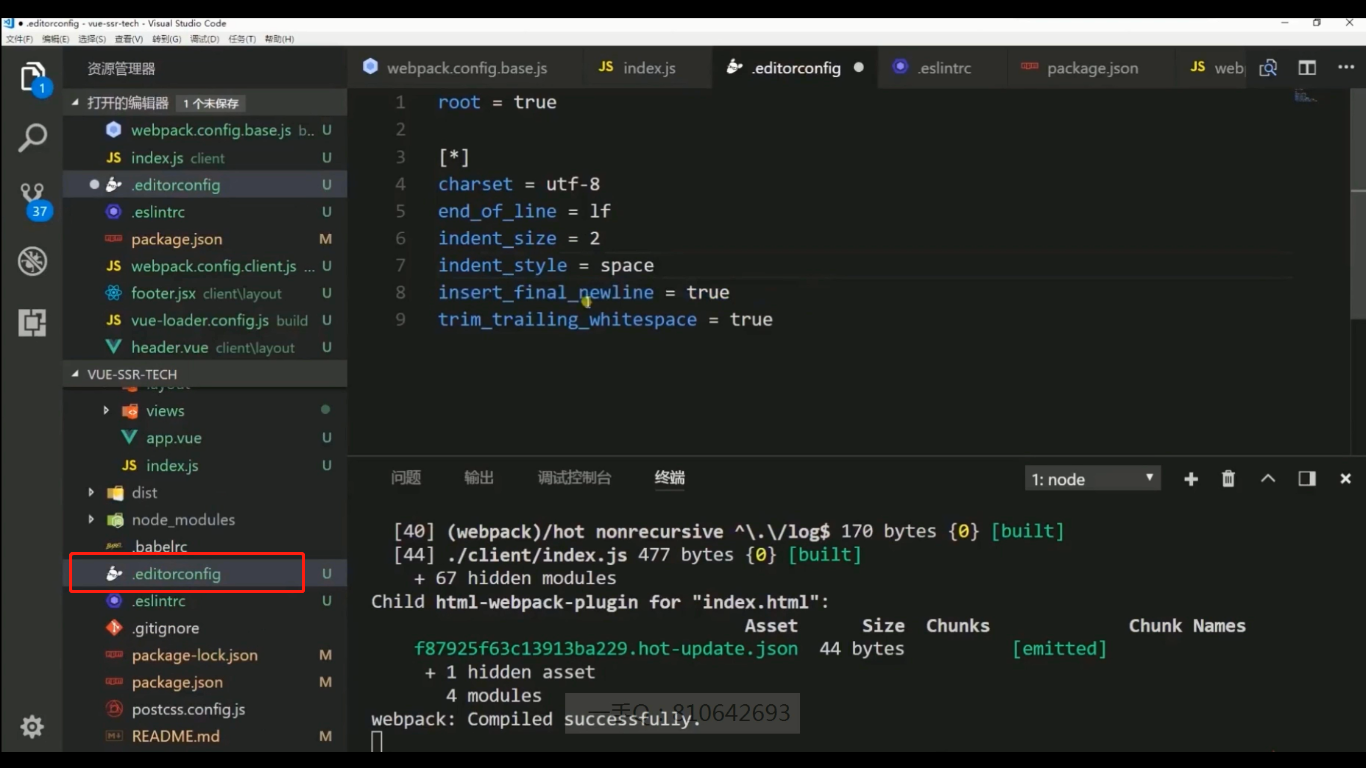 .editorconfig - vue-ssr-tech - Visual Studio Code
文件(F) 编辑(E) 选择(S) 查看(V) 转到(G) 调试(D) 任务(T) 帮助(H)
资源管理器
webpack.config.base.js
JS index.js
.editorconfig
.eslintrc
package.json
JS web
1
37
打开的编辑器 1 个未保存
webpack.config.base.js b... U
JS index.js client U
.editorconfig U
.eslintrc U
package.json M
JS webpack.config.client.js ... U
footer.jsx client\layout U
JS vue-loader.config.js build U
header.vue client\layout U
VUE-SSR-TECH
layout
views
app.vue U
JS index.js U
dist
node_modules
.babelrc
.editorconfig U
.eslintrc U
.gitignore
package-lock.json M
package.json M
postcss.config.js
README.md M
1 root = true
2
3 [*]
4 charset = utf-8
5 end_of_line = lf
6 indent_size = 2
7 indent_style = space
8 insert_final_newline = true
9 trim_trailing_whitespace = true
问题 输出 调试控制台 终端 1: node
[40] (webpack)/hot nonrecursive ^\.\/log$ 170 bytes {0} [built]
[44] ./client/index.js 477 bytes {0} [built]
+ 67 hidden modules
Child html-webpack-plugin for "index.html":
Asset Size Chunks Chunk Names
f87925f63c13913ba229.hot-update.json 44 bytes [emitted]
+ 1 hidden asset
4 modules
webpack: Compiled successfully.
一手Q：810642693